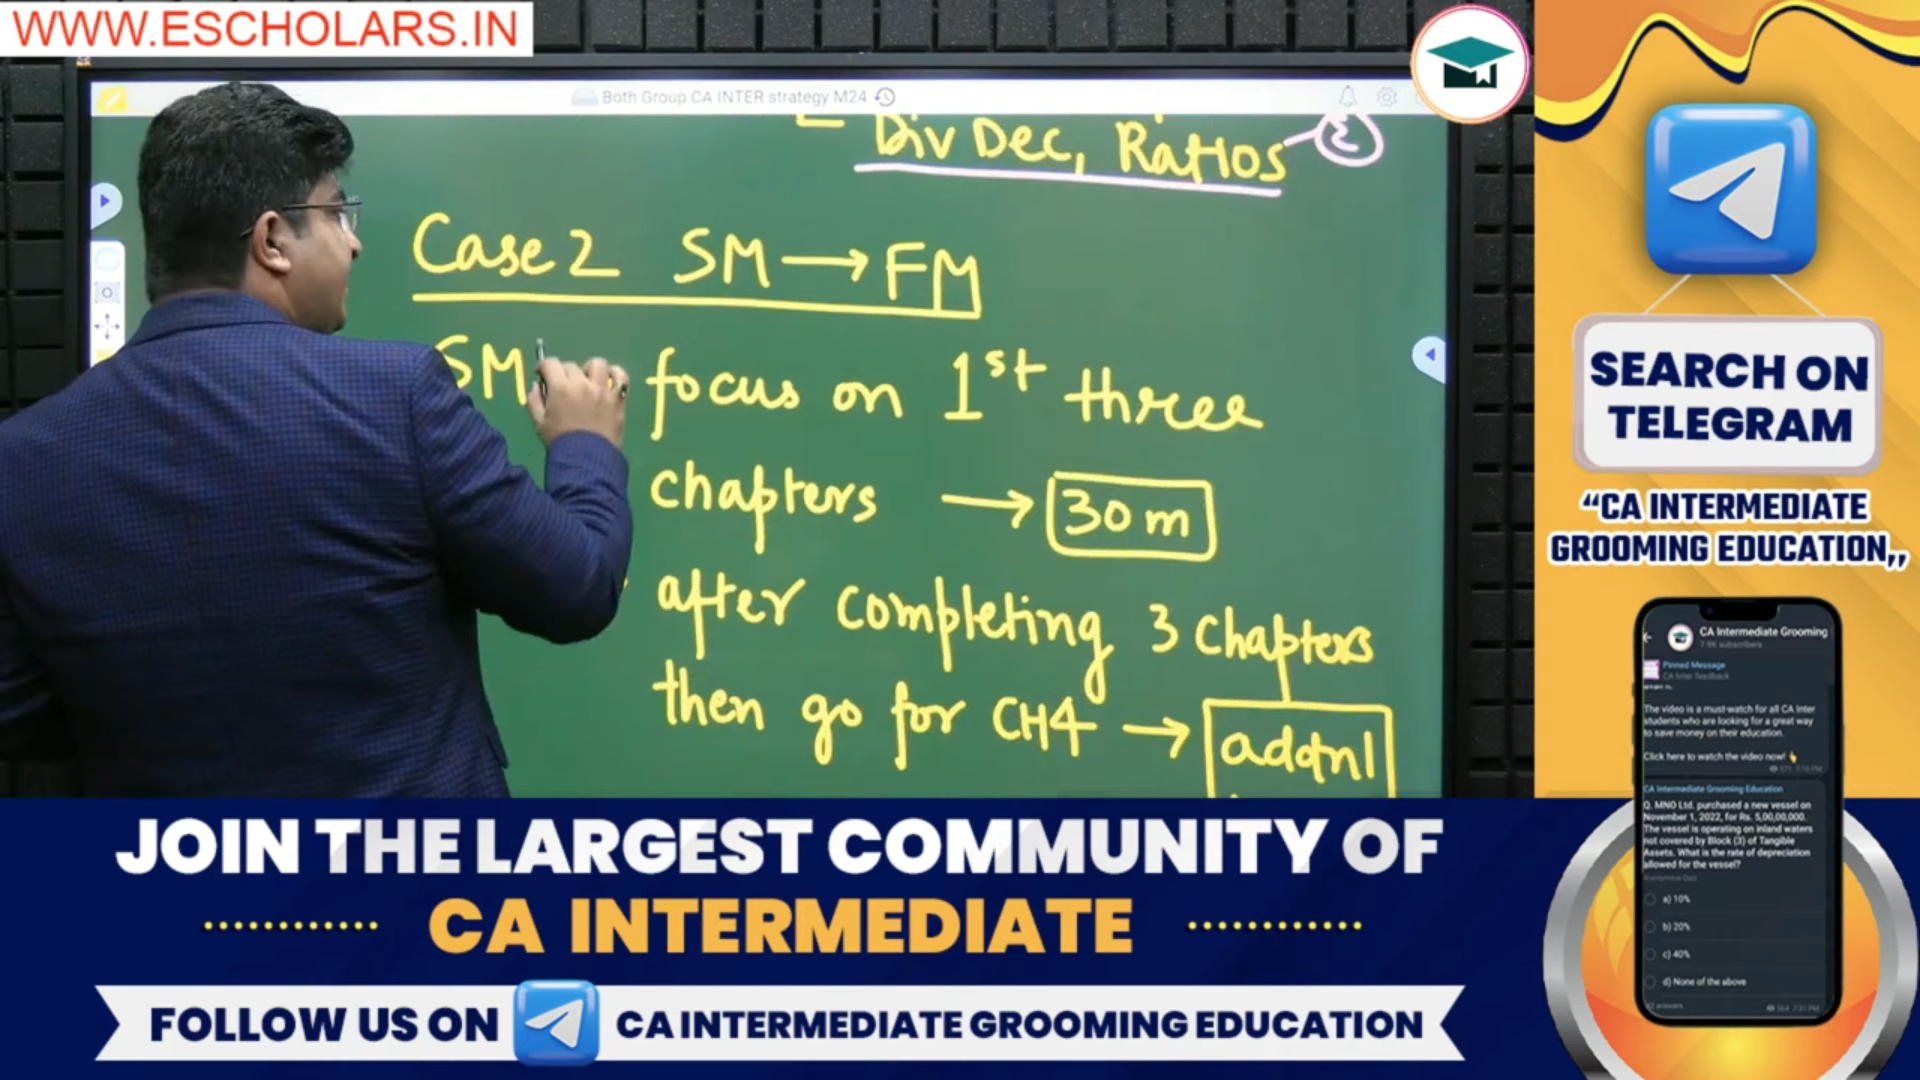 WWW.ESCHOLARS.IN
Both Group CA INTER strategy M24
Div Dec, Ratios
Case 2 SM → FM
SM focus on 1st three
chapters → 30 m
after completing 3 Chapters
then go for CH4 → addnl
SEARCH ON
TELEGRAM
“CA INTERMEDIATE
GROOMING EDUCATION,,
CA Intermediate Grooming
Pinned Message
CA Inter feedback
The video is a must-watch for all CA Inter
students who are looking for a great way
to save money on their education.
Click here to watch the video now!
CA Intermediate Grooming Education
Q. MNO Ltd. purchased a new vessel on
November 1, 2022, for Rs. 5,00,00,000.
The vessel is operating on inland waters
not covered by Block (3) of Tangible
Assets. What is the rate of depreciation
allowed for the vessel?
a) 10%
b) 20%
c) 40%
d) None of the above
JOIN THE LARGEST COMMUNITY OF
CA INTERMEDIATE
FOLLOW US ON CA INTERMEDIATE GROOMING EDUCATION